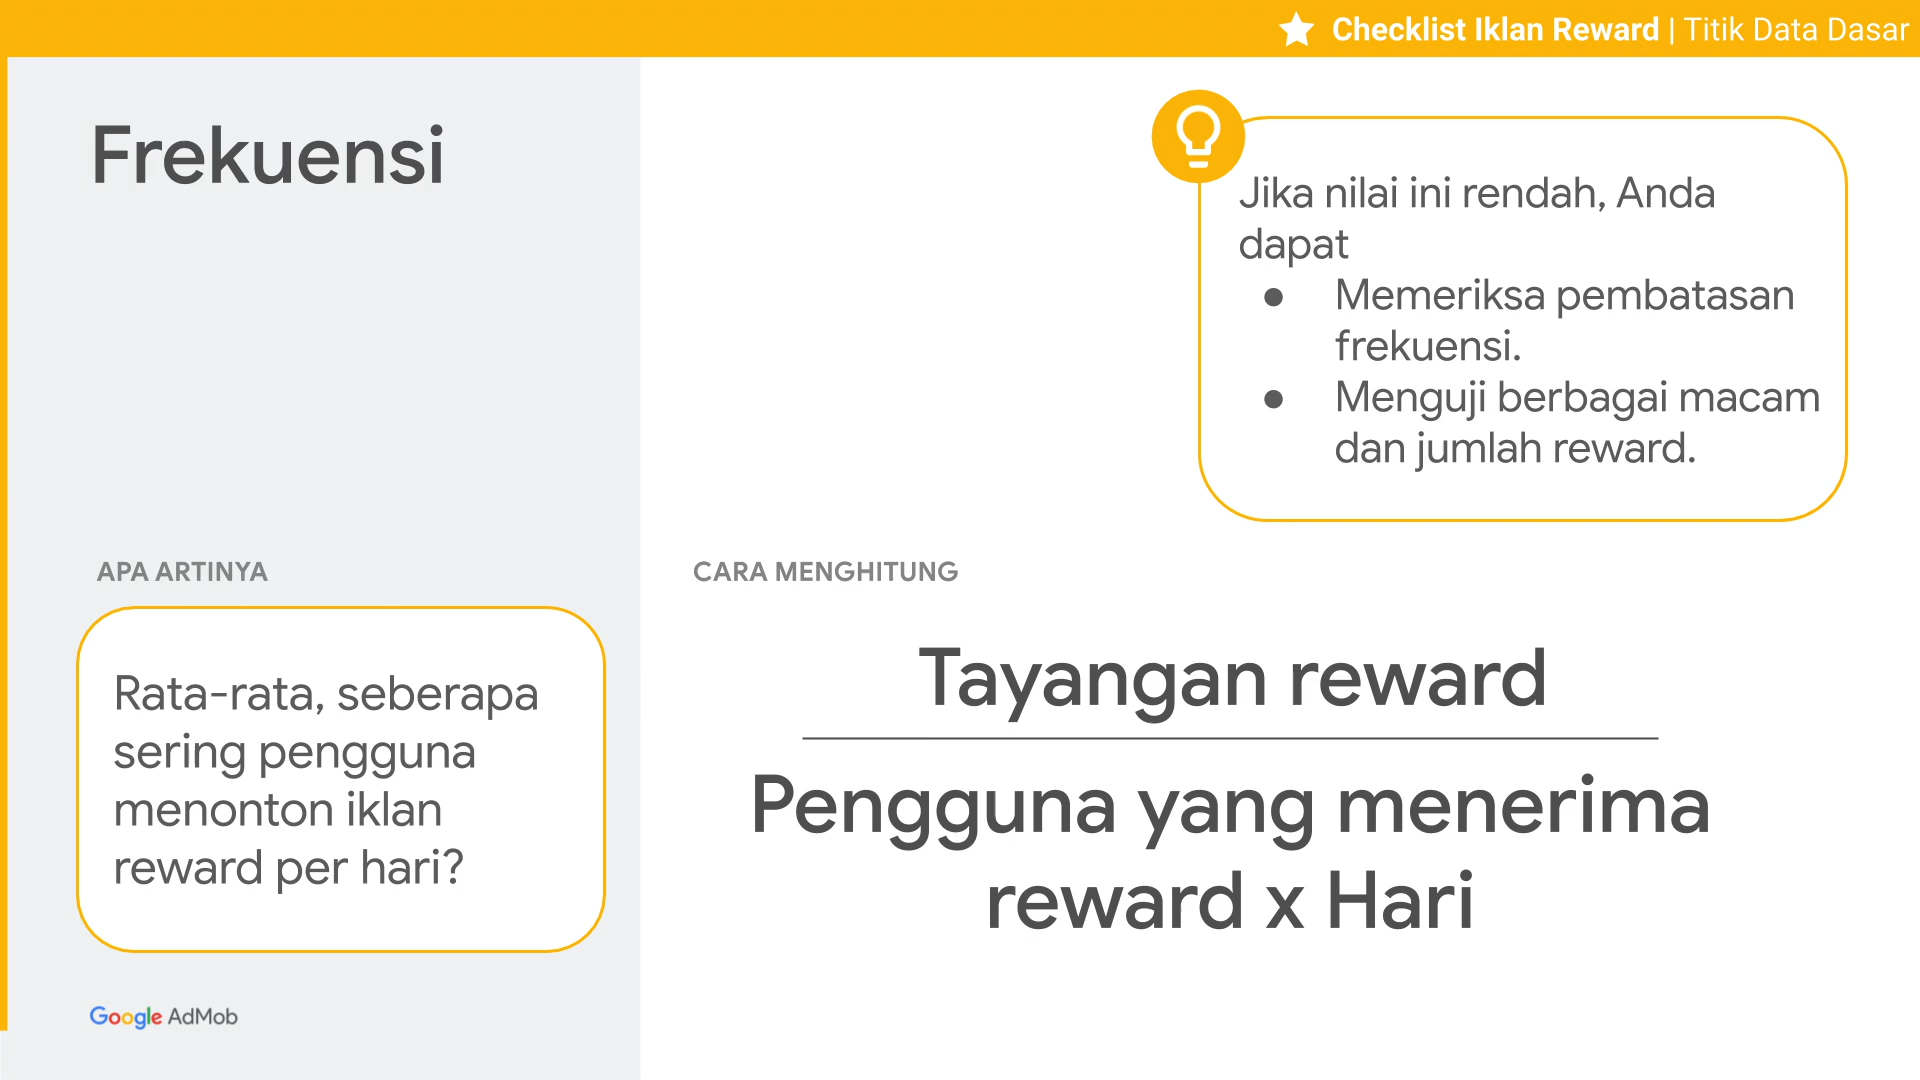 Checklist Iklan Reward | Titik Data Dasar
Frekuensi
Jika nilai ini rendah, Anda
dapat
● Memeriksa pembatasan
frekuensi.
● Menguji berbagai macam
dan jumlah reward.
APA ARTINYA
Rata-rata, seberapa
sering pengguna
menonton iklan
reward per hari?
CARA MENGHITUNG
Tayangan reward
Pengguna yang menerima
reward x Hari
Google AdMob